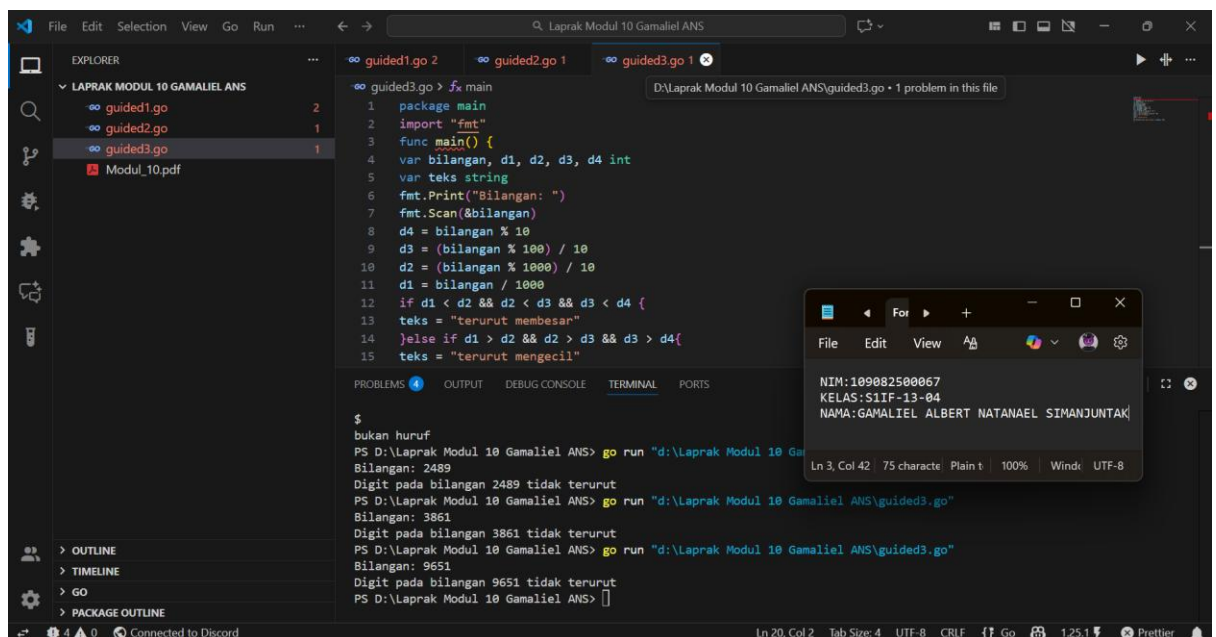 File Edit Selection View Go Run ...
Laprak Modul 10 Gamaliel ANS
EXPLORER
LAPRAK MODUL 10 GAMALIEL ANS
guided1.go 2
guided2.go 1
guided3.go 1
Modul_10.pdf
OUTLINE
TIMELINE
GO
PACKAGE OUTLINE
guided1.go 2 guided2.go 1 guided3.go 1
guided3.go > main
D:\Laprak Modul 10 Gamaliel ANS\guided3.go • 1 problem in this file
1 package main
2 import "fmt"
3 func main() {
4 var bilangan, d1, d2, d3, d4 int
5 var teks string
6 fmt.Print("Bilangan: ")
7 fmt.Scan(&bilangan)
8 d4 = bilangan % 10
9 d3 = (bilangan % 100) / 10
10 d2 = (bilangan % 1000) / 10
11 d1 = bilangan / 1000
12 if d1 < d2 && d2 < d3 && d3 < d4 {
13 teks = "terurut membesar"
14 }else if d1 > d2 && d2 > d3 && d3 > d4{
15 teks = "terurut mengecil"
PROBLEMS 4 OUTPUT DEBUG CONSOLE TERMINAL PORTS
$
bukan huruf
PS D:\Laprak Modul 10 Gamaliel ANS> go run "d:\Laprak Modul 10 Ga
Bilangan: 2489
Digit pada bilangan 2489 tidak terurut
PS D:\Laprak Modul 10 Gamaliel ANS> go run "d:\Laprak Modul 10 Gamaliel ANS\guided3.go"
Bilangan: 3861
Digit pada bilangan 3861 tidak terurut
PS D:\Laprak Modul 10 Gamaliel ANS> go run "d:\Laprak Modul 10 Gamaliel ANS\guided3.go"
Bilangan: 9651
Digit pada bilangan 9651 tidak terurut
PS D:\Laprak Modul 10 Gamaliel ANS>
For
File Edit View
NIM:109082500067
KELAS:S1IF-13-04
NAMA:GAMALIEL ALBERT NATANAEL SIMANJUNTAK
Ln 3, Col 42 75 characte Plain t 100% Wind UTF-8
4 0 Connected to Discord Ln 20, Col 2 Tab Size: 4 UTF-8 CRLF Go 1.25.1 Prettier